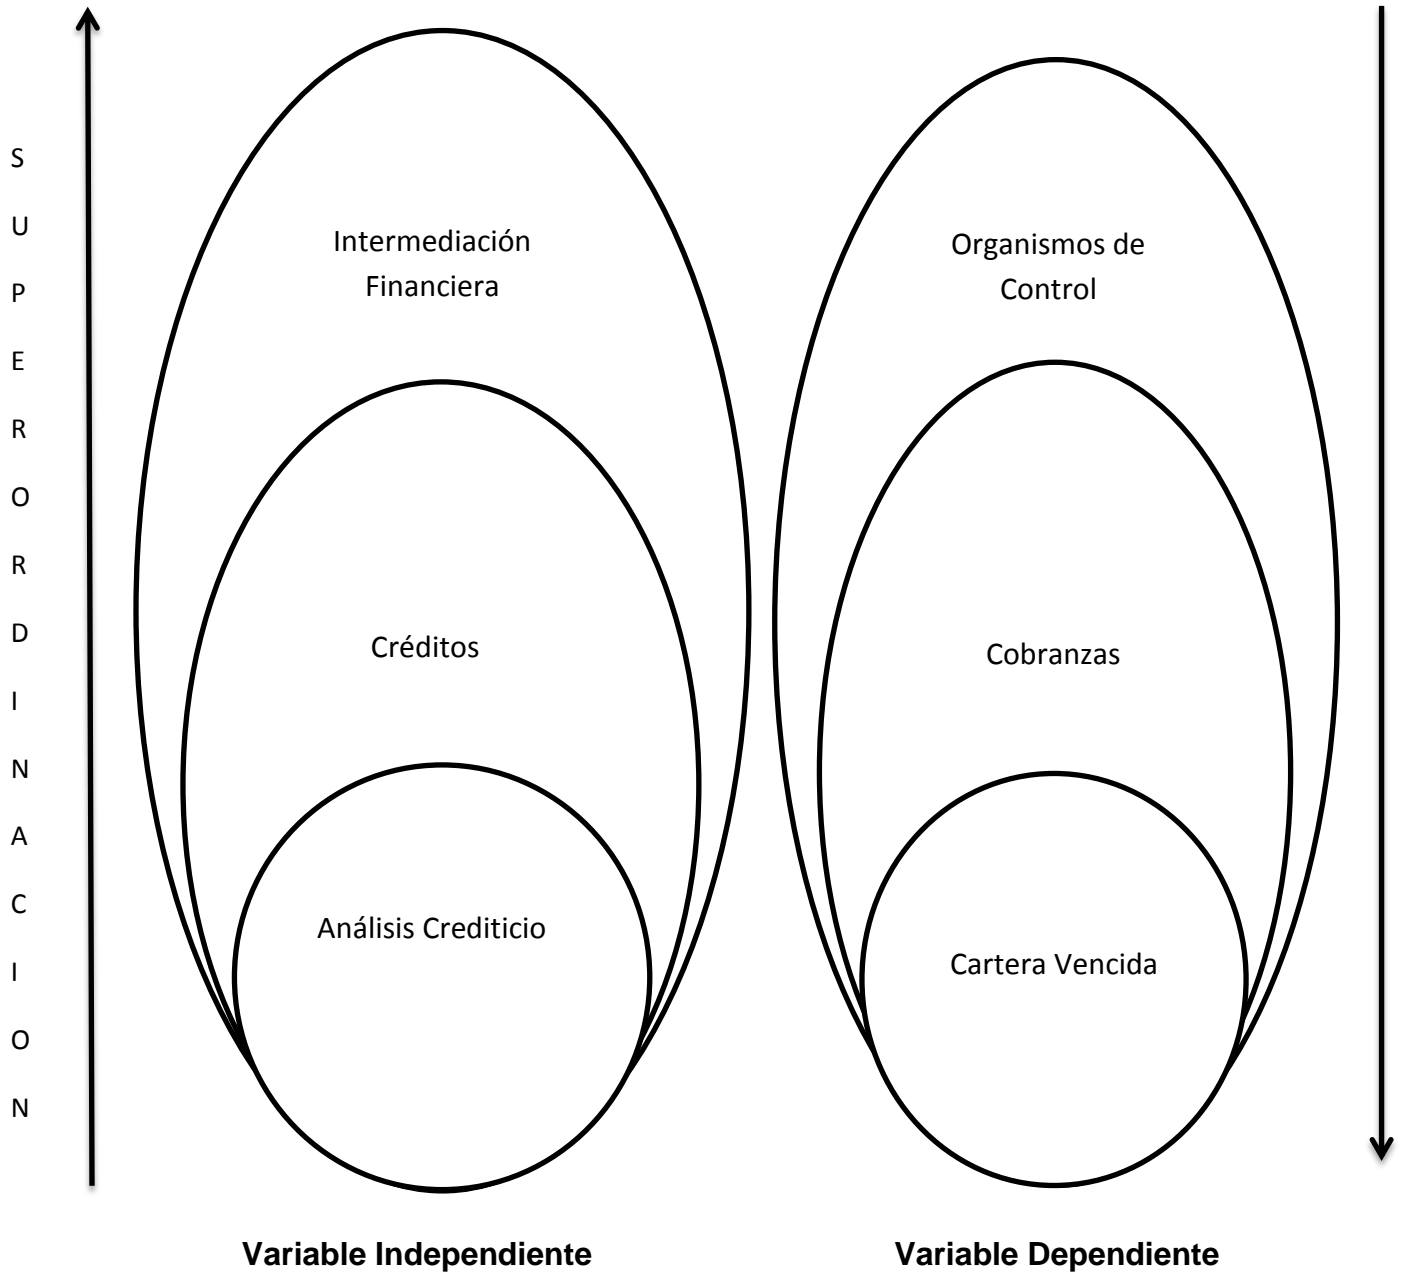 S
U
P
E
R
O
R
D
I
N
A
C
I
O
N
Intermediación
Financiera
Créditos
Análisis Crediticio
Variable Independiente
Organismos de
Control
Cobranzas
Cartera Vencida
Variable Dependiente